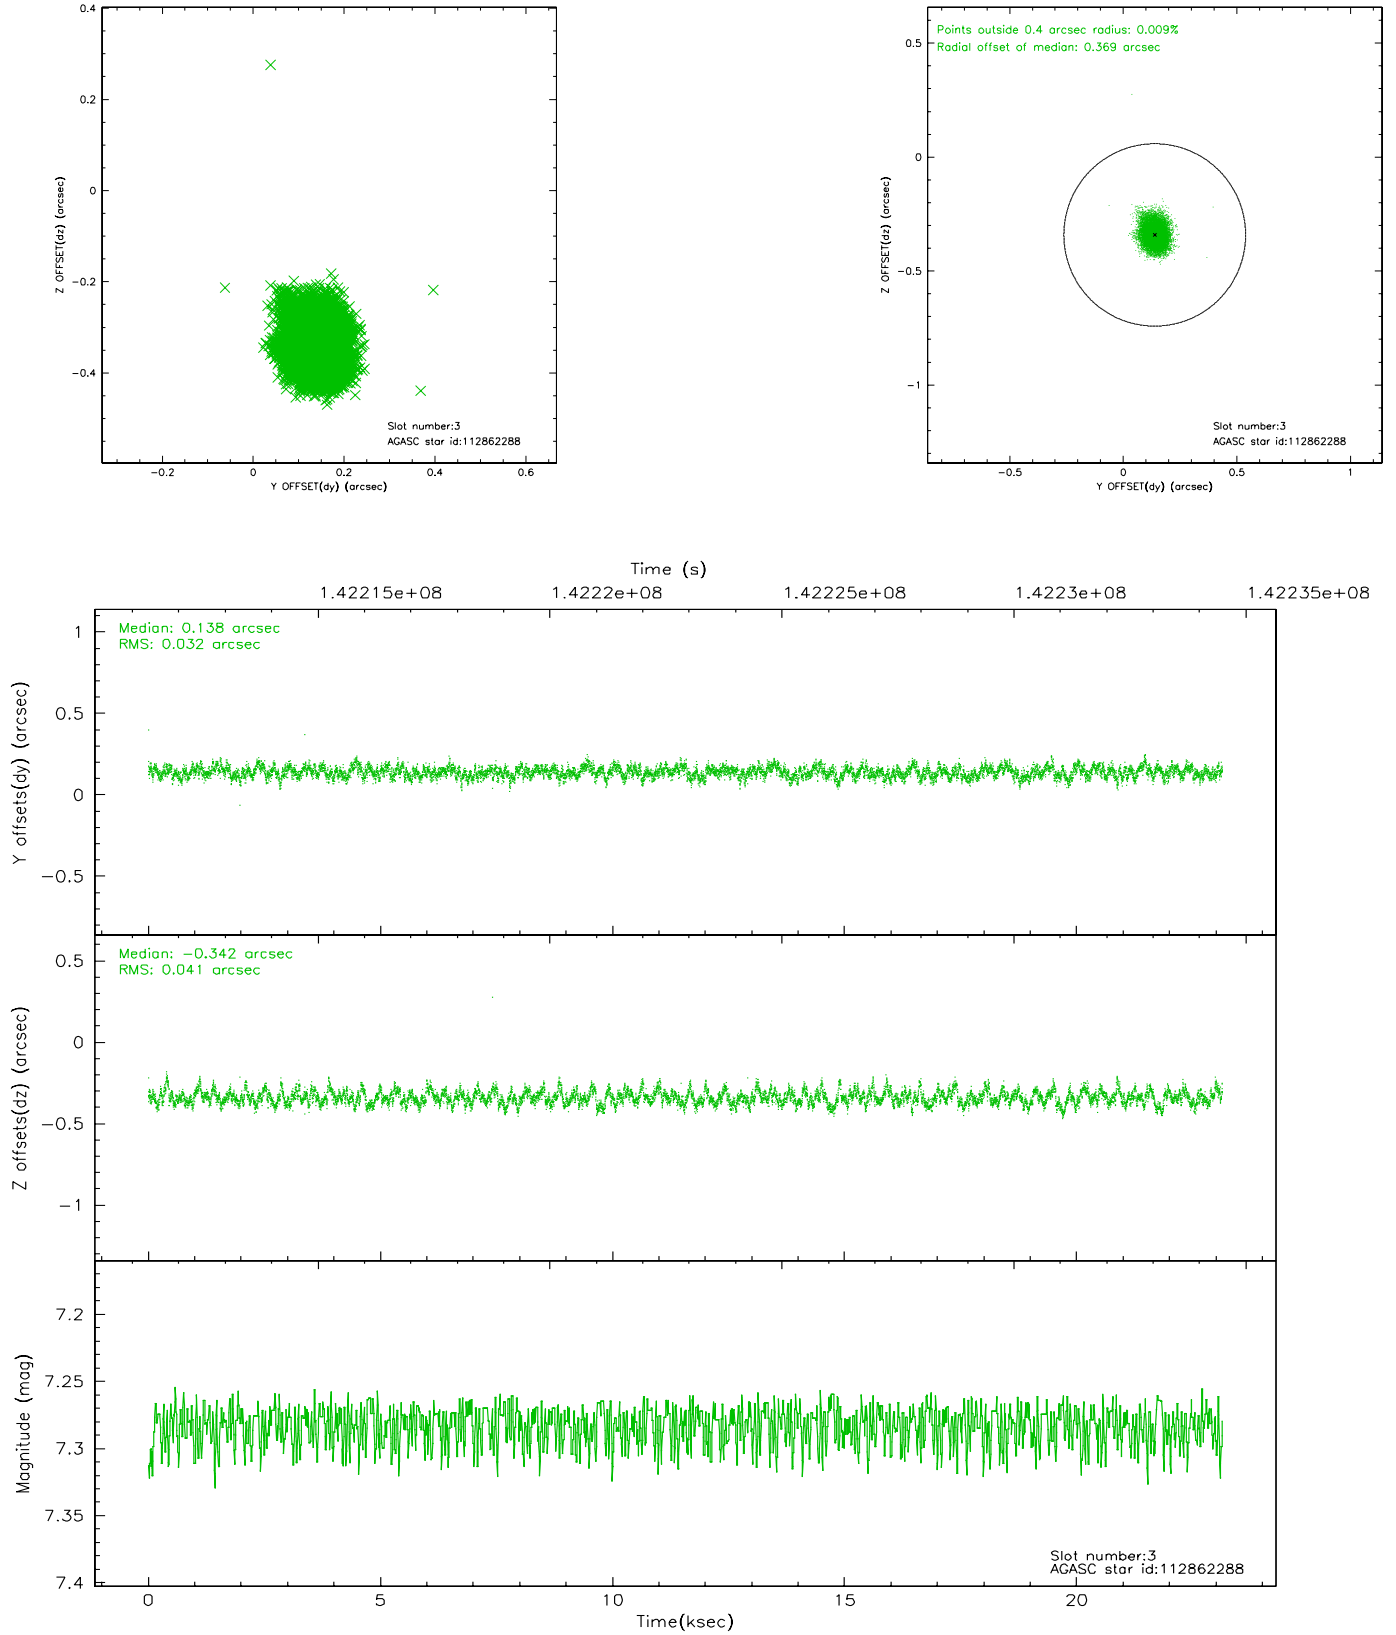 0.4
0.2
0
−0.2
−0.4
Z OFFSET(dz) (arcsec)
Slot number:3
AGASC star id:112862288
−0.2 0 0.2 0.4 0.6
Y OFFSET(dy) (arcsec)
Points outside 0.4 arcsec radius: 0.009%
Radial offset of median: 0.369 arcsec
0.5
0
−0.5
−1
Z OFFSET(dz) (arcsec)
Slot number:3
AGASC star id:112862288
−0.5 0 0.5 1
Y OFFSET(dy) (arcsec)
Time (s)
1.42215e+08 1.4222e+08 1.42225e+08 1.4223e+08 1.42235e+08
Median: 0.138 arcsec
RMS: 0.032 arcsec
1
0.5
0
−0.5
Y offsets(dy) (arcsec)
Median: −0.342 arcsec
RMS: 0.041 arcsec
0.5
0
−0.5
−1
Z offsets(dz) (arcsec)
7.2
7.25
7.3
7.35
7.4
Magnitude (mag)
Slot number:3
AGASC star id:112862288
0 5 10 15 20
Time(ksec)